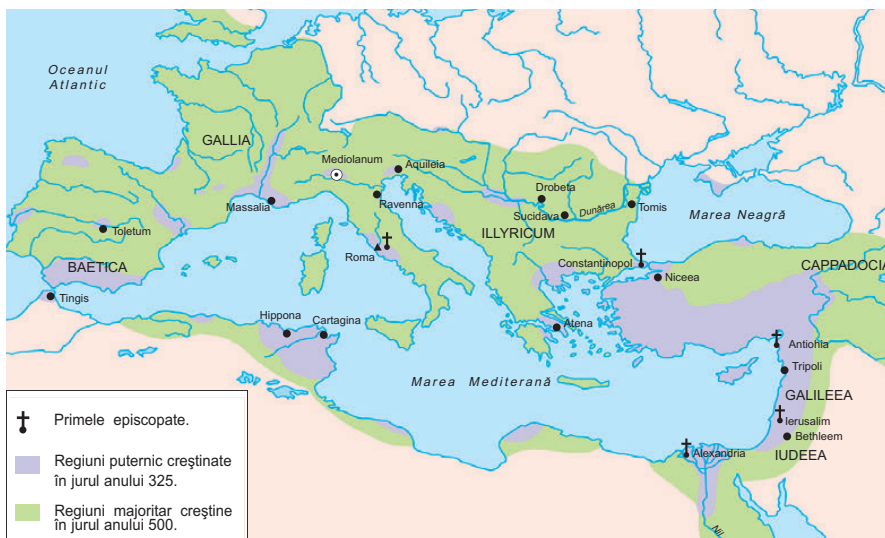 Oceanul
Atlantic
GALLIA
Mediolanum
Aquileia
Drobeta
Massalia
Ravenna
Sucidava
Dunărea
Tomis
Marea Neagră
Toletum
ILLYRICUM
Roma
Constantinopol
Niceea
CAPPADOCIA
BAETICA
Tingis
Hippona
Cartagina
Atena
Antiohia
Tripoli
Marea Mediterană
GALILEEA
Ierusalim
Bethleem
IUDEEA
Alexandria
Nil
Primele episcopate.
Regiuni puternic creştinate
în jurul anului 325.
Regiuni majoritar creştine
în jurul anului 500.